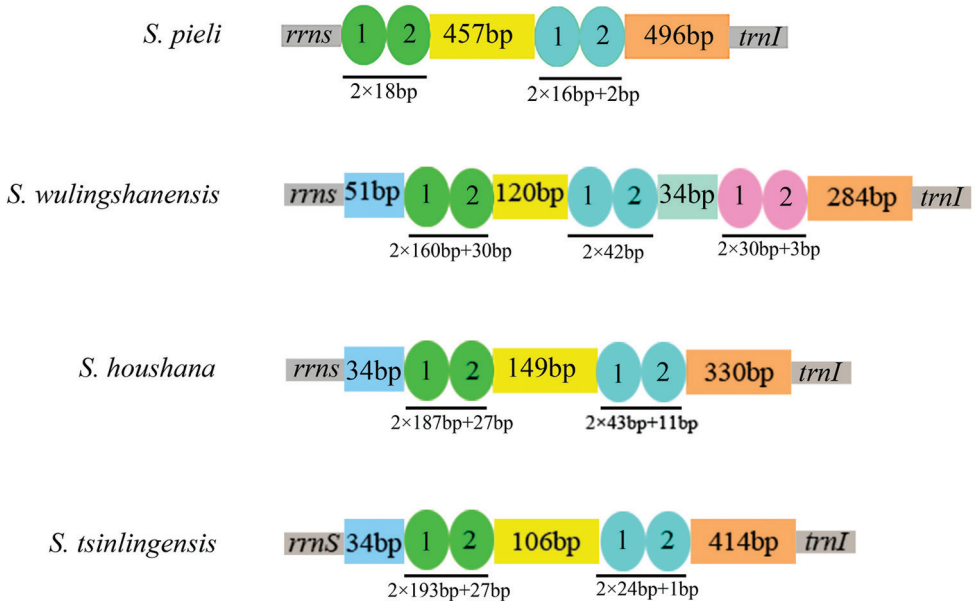 S. pieli rrns 1 2 457bp 1 2 496bp trnI
2×18bp 2×16bp+2bp
S. wulingshanensis rrns 51bp 1 2 120bp 1 2 34bp 1 2 284bp trnI
2×160bp+30bp 2×42bp 2×30bp+3bp
S. houshana rrns 34bp 1 2 149bp 1 2 330bp trnI
2×187bp+27bp 2×43bp+11bp
S. tsinlingensis rrnS 34bp 1 2 106bp 1 2 414bp trnI
2×193bp+27bp 2×24bp+1bp